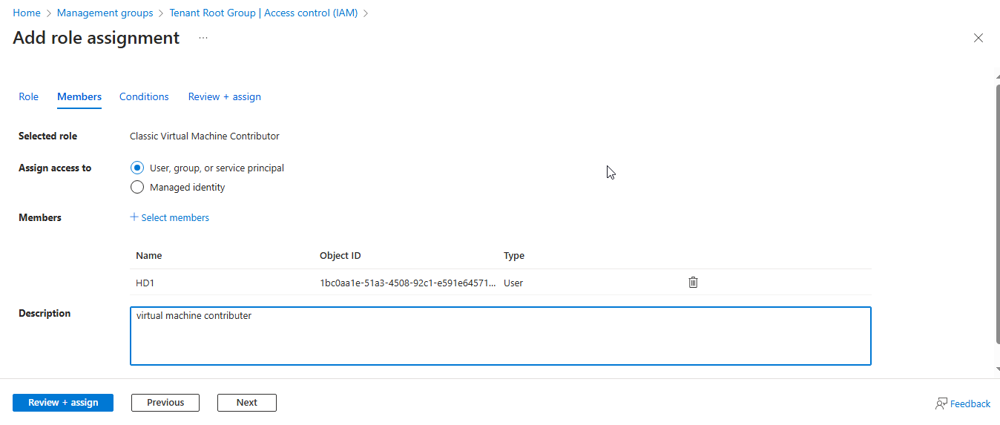 Home > Management groups > Tenant Root Group | Access control (IAM) >
Add role assignment ...
Role Members Conditions Review + assign
Selected role Classic Virtual Machine Contributor
Assign access to User, group, or service principal
Managed identity
Members + Select members
Name Object ID Type
HD1 1bc0aa1e-51a3-4508-92c1-e591e64571... User
Description virtual machine contributer
Review + assign Previous Next Feedback